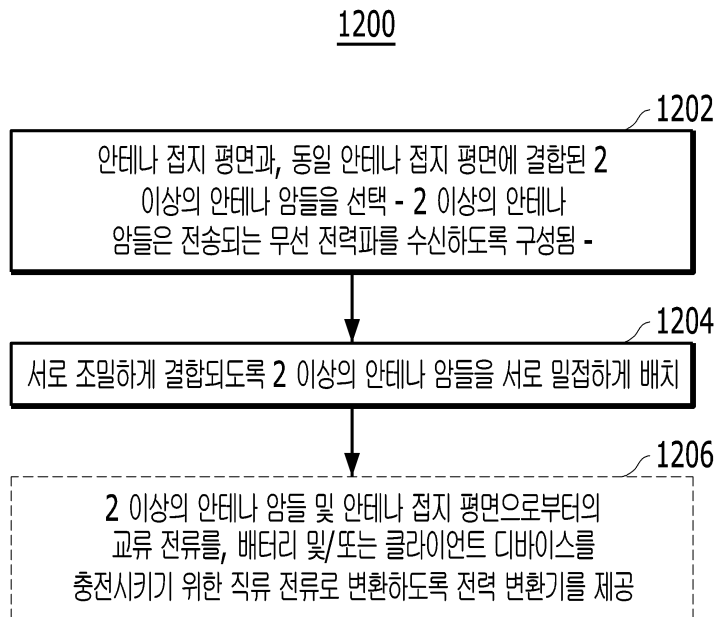 1200
1202
안테나 접지 평면과, 동일 안테나 접지 평면에 결합된 2
이상의 안테나 암들을 선택 - 2 이상의 안테나
암들은 전송되는 무선 전력파를 수신하도록 구성됨 -
1204
서로 조밀하게 결합되도록 2 이상의 안테나 암들을 서로 밀접하게 배치
1206
2 이상의 안테나 암들 및 안테나 접지 평면으로부터의
교류 전류를, 배터리 및/또는 클라이언트 디바이스를
충전시키기 위한 직류 전류로 변환하도록 전력 변환기를 제공